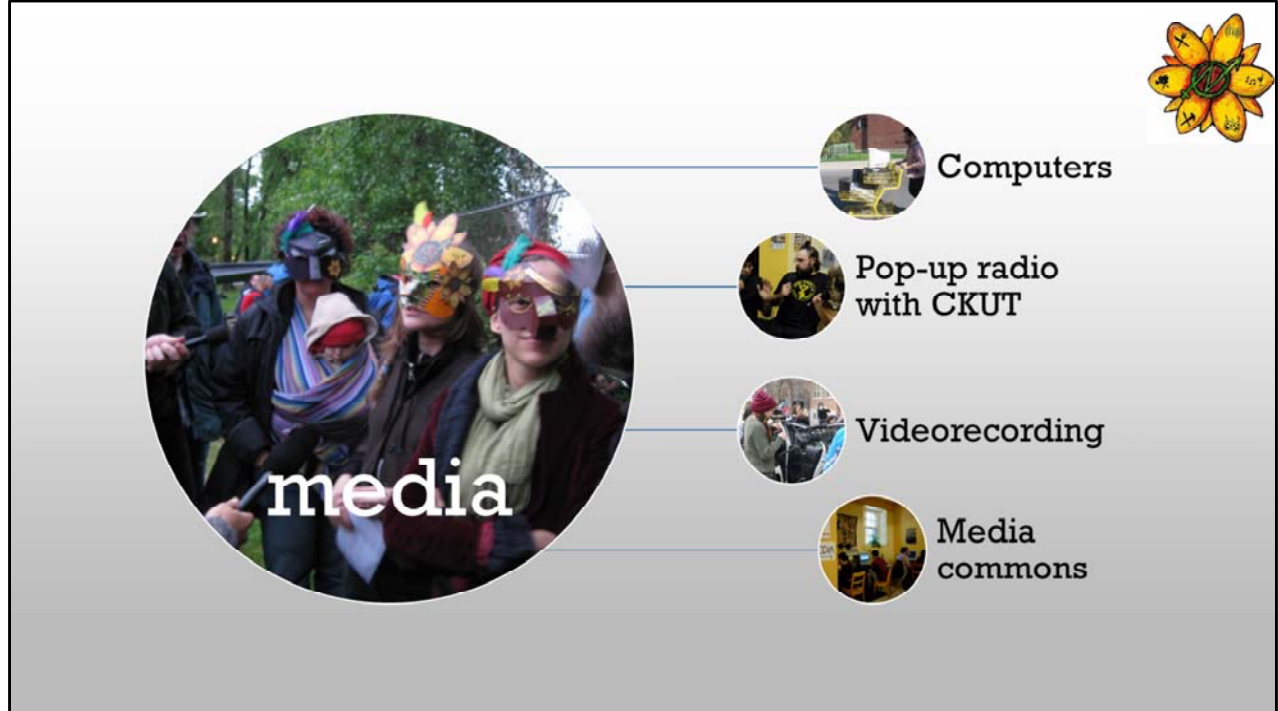 media
Computers
Pop-up radio
with CKUT
Videorecording
Media
commons